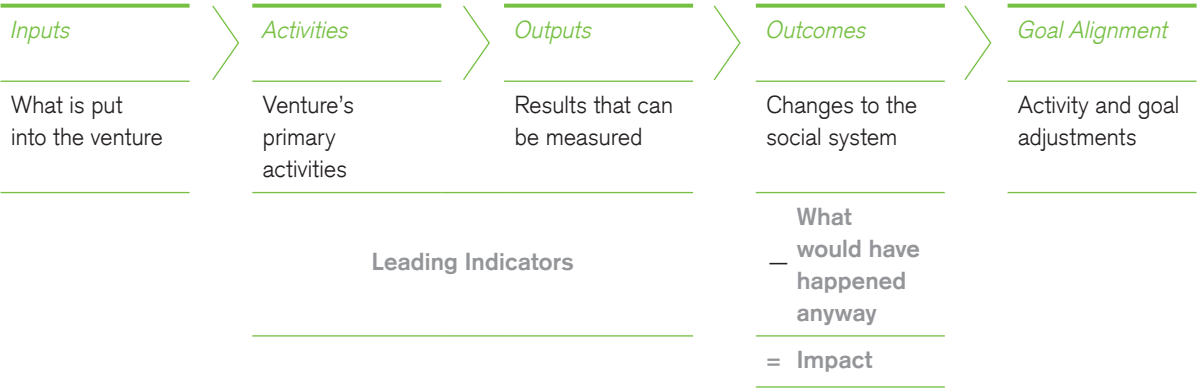 Inputs
Activities
Outputs
Outcomes
Goal Alignment
What is put
into the venture
Venture's
primary
activities
Results that can
be measured
Changes to the
social system
Activity and goal
adjustments
Leading Indicators
What
– would have
happened
anyway
= Impact